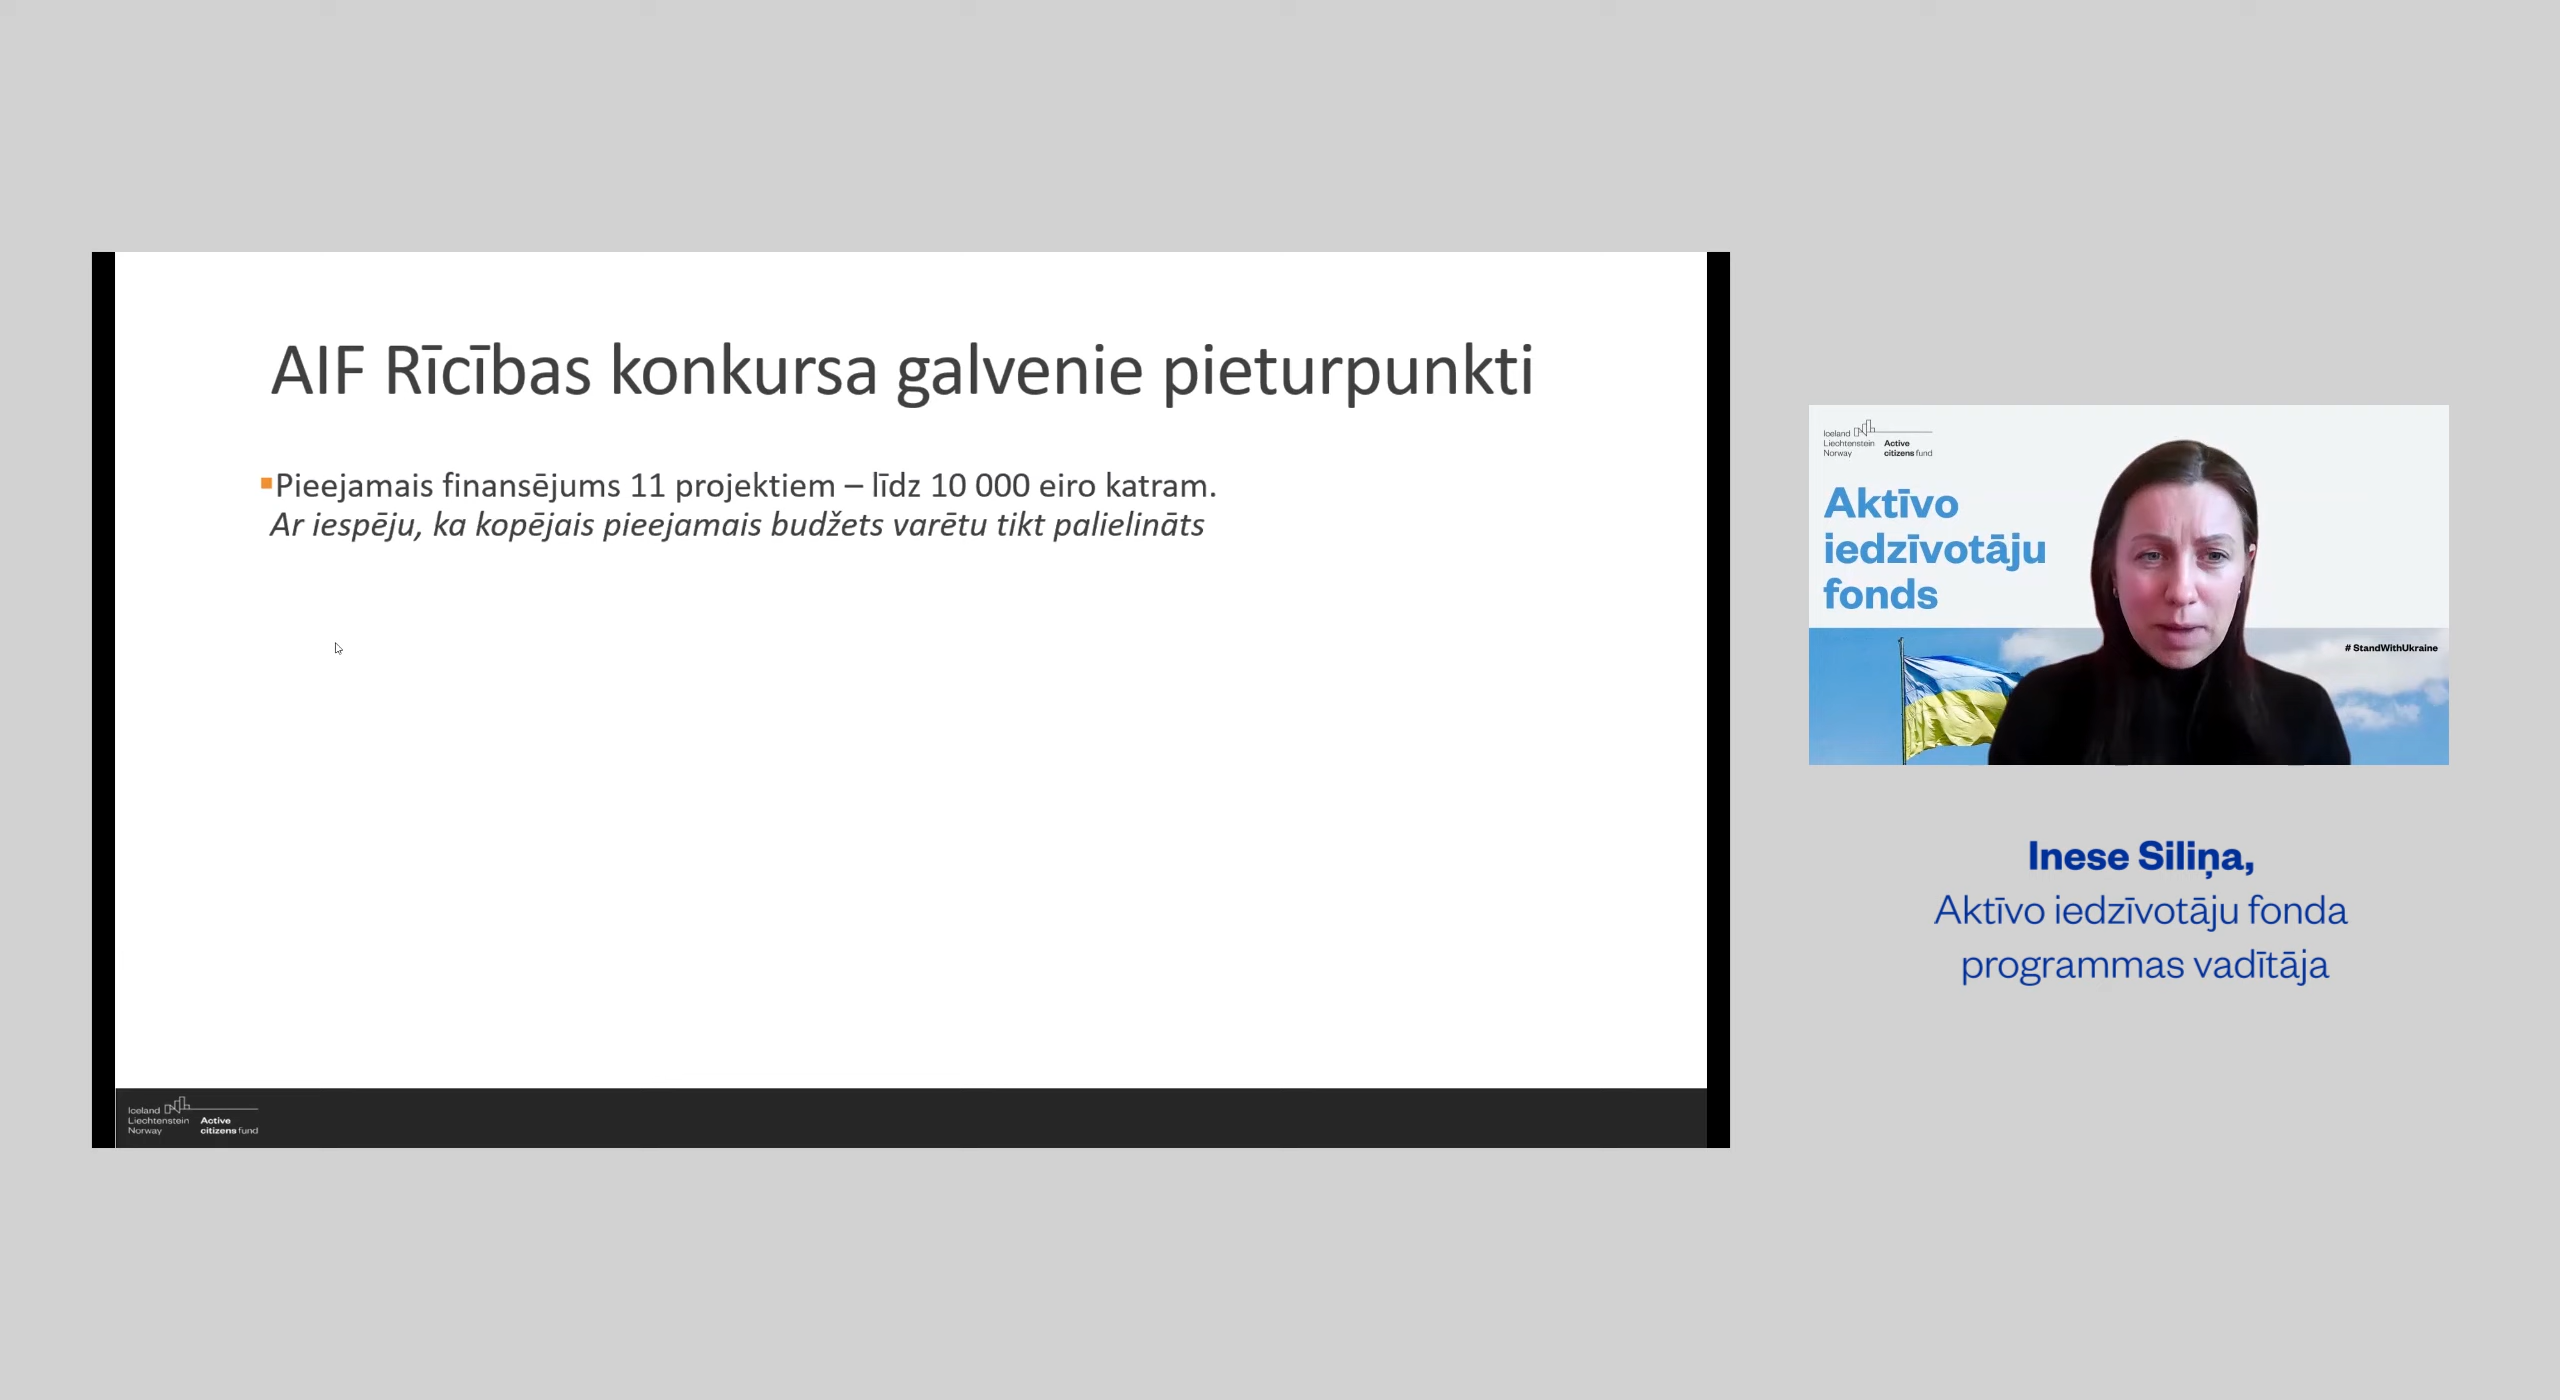 AIF Rīcības konkursa galvenie pieturpunkti
Pieejamais finansējums 11 projektiem – līdz 10 000 eiro katram.
Ar iespēju, ka kopējais pieejamais budžets varētu tikt palielināts
Iceland
Liechtenstein Active
Norway citizens fund
Iceland
Liechtenstein Active
Norway citizens fund
Aktīvo
iedzīvotāju
fonds
# StandWithUkraine
Inese Siliņa,
Aktīvo iedzīvotāju fonda
programmas vadītāja